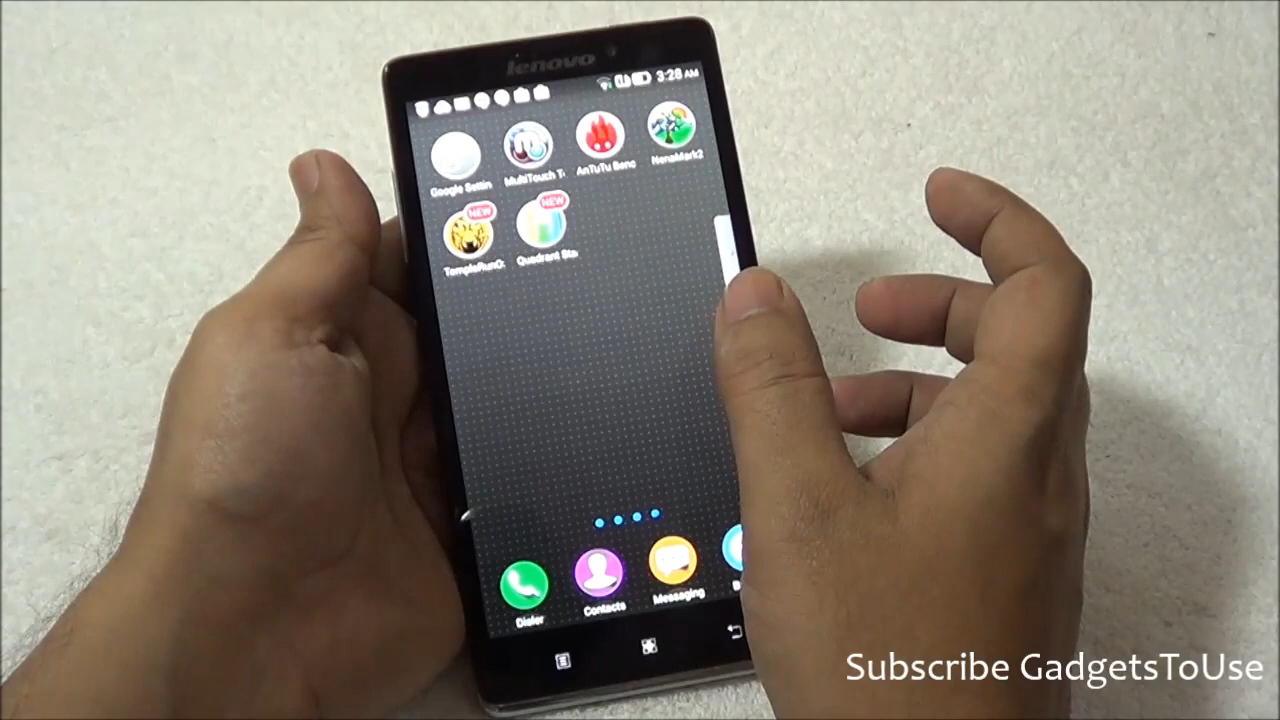 lenovo
3:28 AM
Google Settin
MultiTouch T
AnTuTu Benc
NenaMark2
NEW
NEW
TempleRunO
Quadrant Sta
Dialer
Contacts
Messaging
B
Subscribe GadgetsToUse